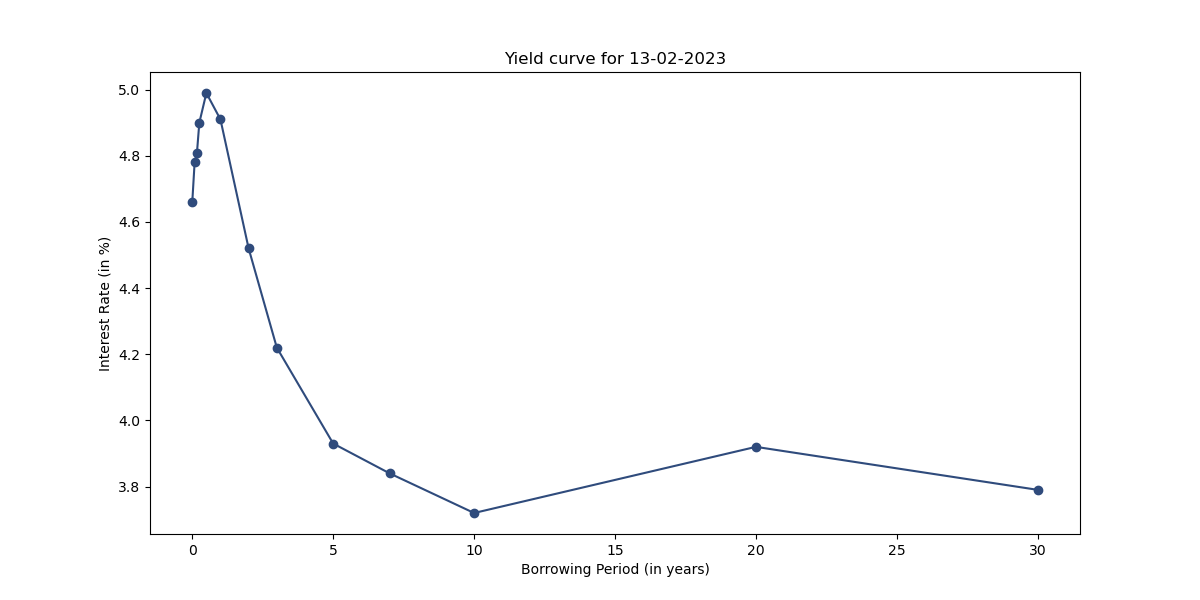 Yield curve for 13-02-2023
5.0
4.8
4.6
4.4
4.2
4.0
3.8
Interest Rate (in %)
0 5 10 15 20 25 30
Borrowing Period (in years)